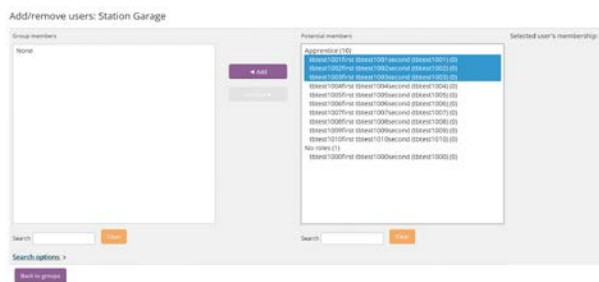 Add/remove users: Station Garage
Group members
None
◄ Add
Potential members
Apprentice (10)
tbtest1001first tbtest1001second (tbtest1001) (0)
tbtest1002first tbtest1002second (tbtest1002) (0)
tbtest1003first tbtest1003second (tbtest1003) (0)
tbtest1004first tbtest1004second (tbtest1004) (0)
tbtest1005first tbtest1005second (tbtest1005) (0)
tbtest1006first tbtest1006second (tbtest1006) (0)
tbtest1007first tbtest1007second (tbtest1007) (0)
tbtest1008first tbtest1008second (tbtest1008) (0)
tbtest1009first tbtest1009second (tbtest1009) (0)
tbtest1010first tbtest1010second (tbtest1010) (0)
No roles (1)
tbtest1000first tbtest1000second (tbtest1000) (0)
Selected user's membership:
Search
Clear
Search
Clear
Search options
Back to groups